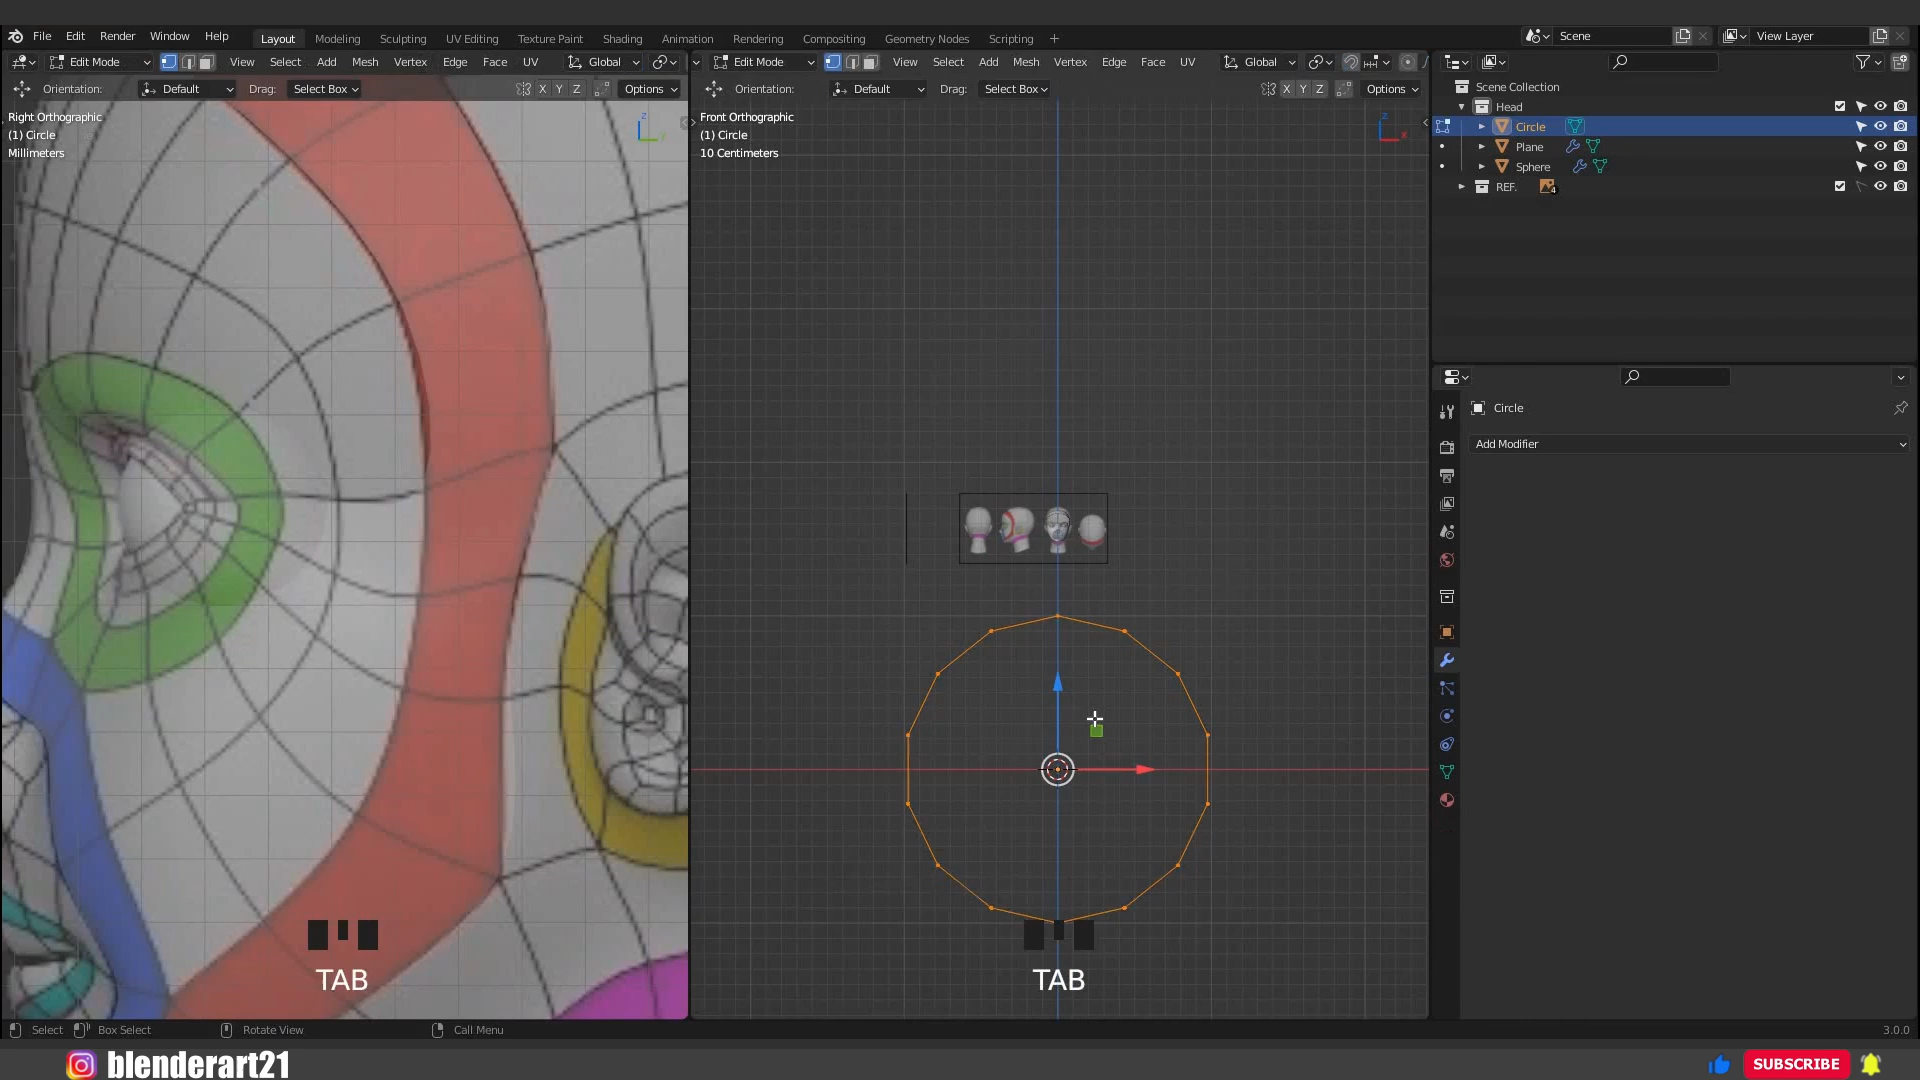 File Edit Render Window Help Layout Modeling Sculpting UV Editing Texture Paint Shading Animation Rendering Compositing Geometry Nodes Scripting + Scene View Layer
Edit Mode View Select Add Mesh Vertex Edge Face UV Global
Edit Mode View Select Add Mesh Vertex Edge Face UV Global
Orientation: Default Drag: Select Box X Y Z Options
Orientation: Default Drag: Select Box X Y Z Options
Right Orthographic
(1) Circle
Millimeters
Front Orthographic
(1) Circle
10 Centimeters
Scene Collection
Head
Circle
Plane
Sphere
REF. 4
Circle
Add Modifier
TAB
TAB
Select Box Select Rotate View Call Menu 3.0.0
blenderart21 SUBSCRIBE